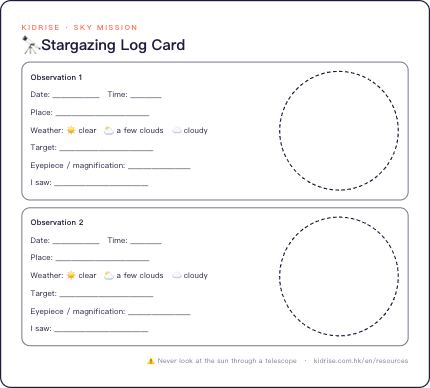 KIDRISE · SKY MISSION
🔭Stargazing Log Card
Observation 1
Date: __________ Time: _______
Place: ____________________
Weather: ☀️ clear 🌤️ a few clouds ☁️ cloudy
Target: ____________________
Eyepiece / magnification: ______________
I saw: ____________________
Observation 2
Date: __________ Time: _______
Place: ____________________
Weather: ☀️ clear 🌤️ a few clouds ☁️ cloudy
Target: ____________________
Eyepiece / magnification: ______________
I saw: ____________________
⚠️ Never look at the sun through a telescope · kidrise.com.hk/en/resources